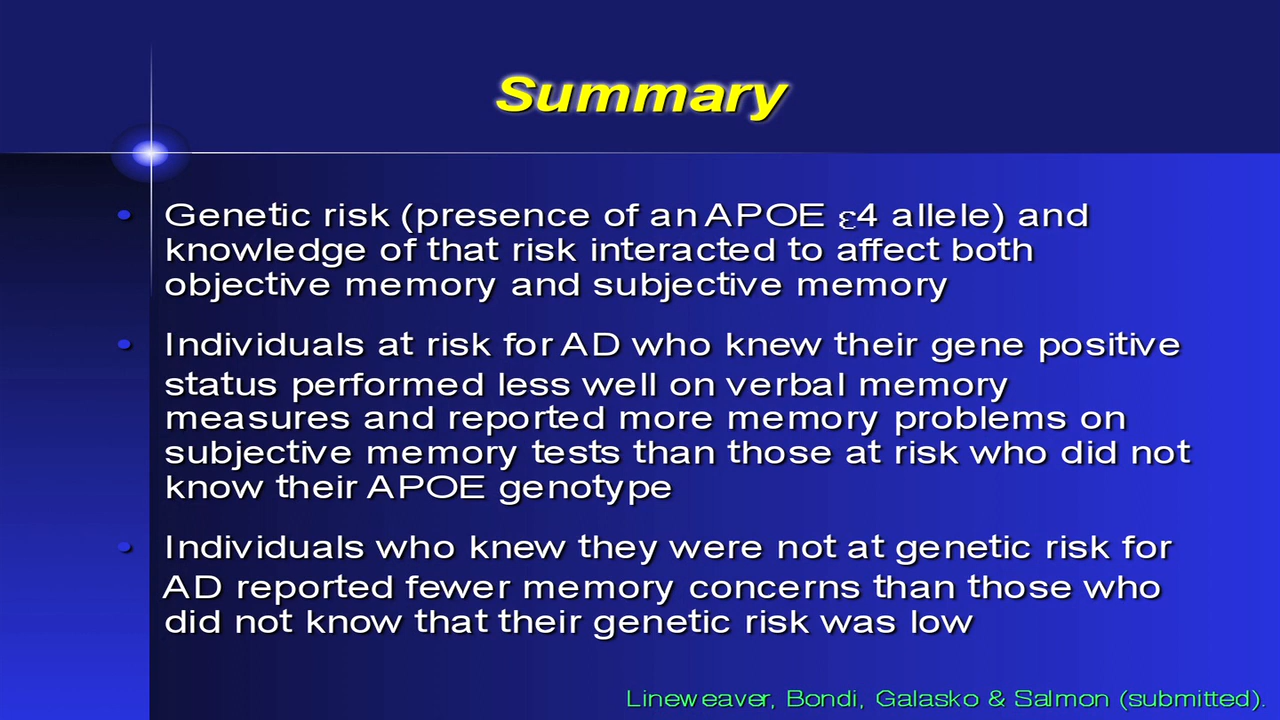 Summary
• Genetic risk (presence of an APOE ε4 allele) and
knowledge of that risk interacted to affect both
objective memory and subjective memory
• Individuals at risk for AD who knew their gene positive
status performed less well on verbal memory
measures and reported more memory problems on
subjective memory tests than those at risk who did not
know their APOE genotype
• Individuals who knew they were not at genetic risk for
AD reported fewer memory concerns than those who
did not know that their genetic risk was low
Lineweaver, Bondi, Galasko & Salmon (submitted).